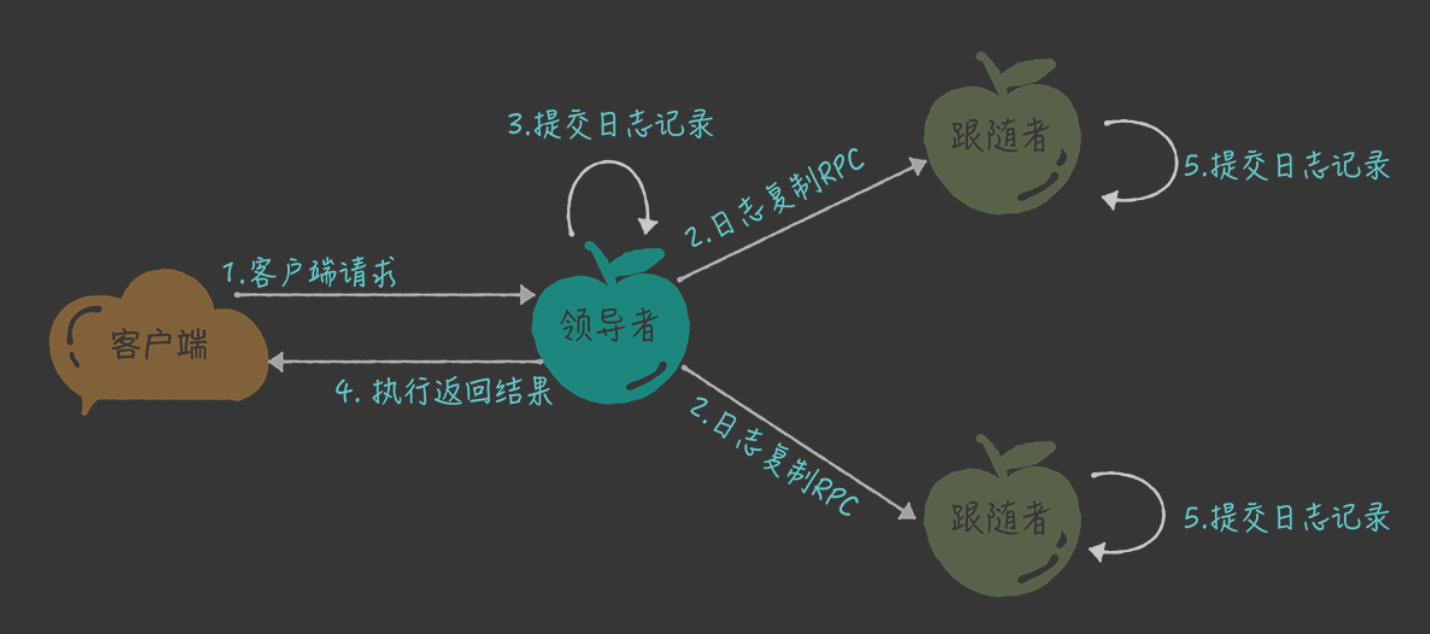 3.提交日志记录
跟随者
5.提交日志记录
2.日志复制RPC
1.客户端请求
领导者
客户端
4. 执行返回结果
2.日志复制RPC
跟随者
5.提交日志记录